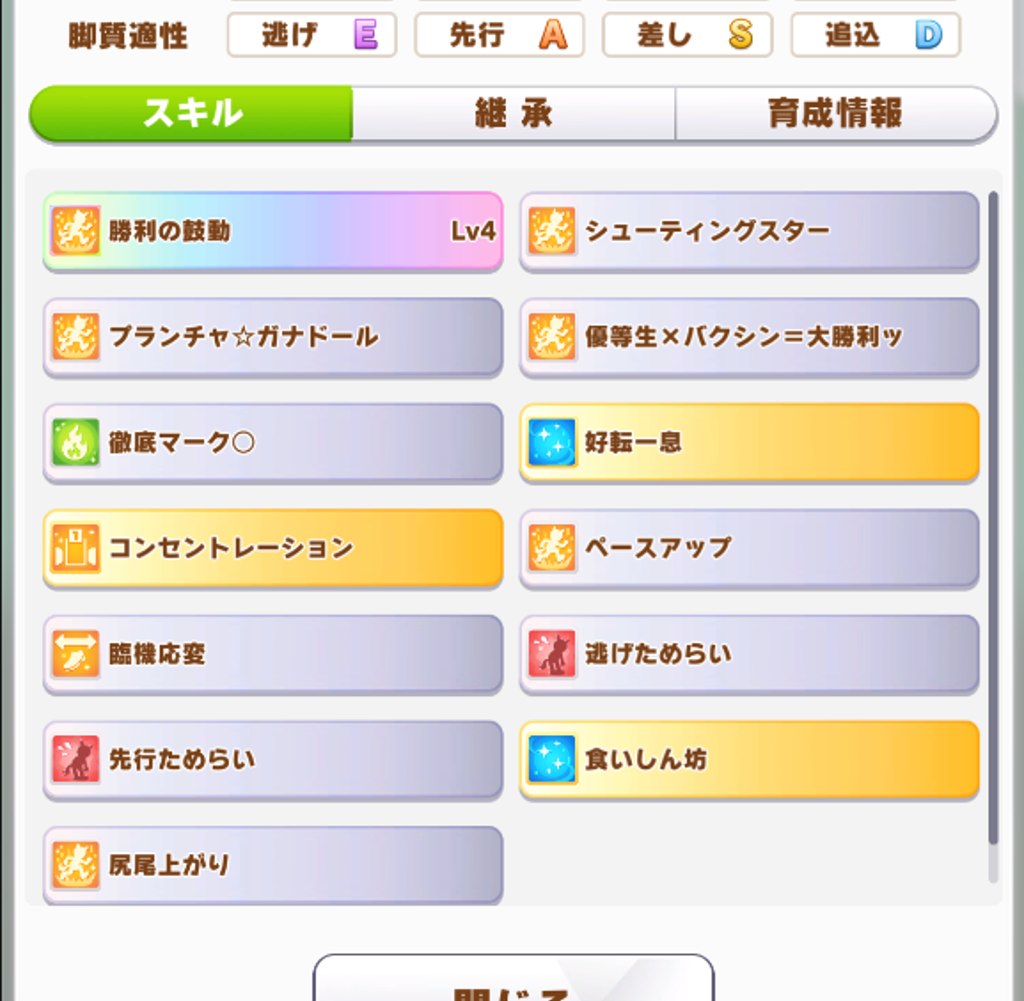 脚質適性 逃げ E 先行 A 差し S 追込 D
スキル 継承 育成情報
勝利の鼓動 Lv4 シューティングスター
プランチャ☆ガナドール 優等生×バクシン=大勝利ッ
徹底マーク○ 好転一息
コンセントレーション ペースアップ
臨機応変 逃げためらい
先行ためらい 食いしん坊
尻尾上がり
閉じる